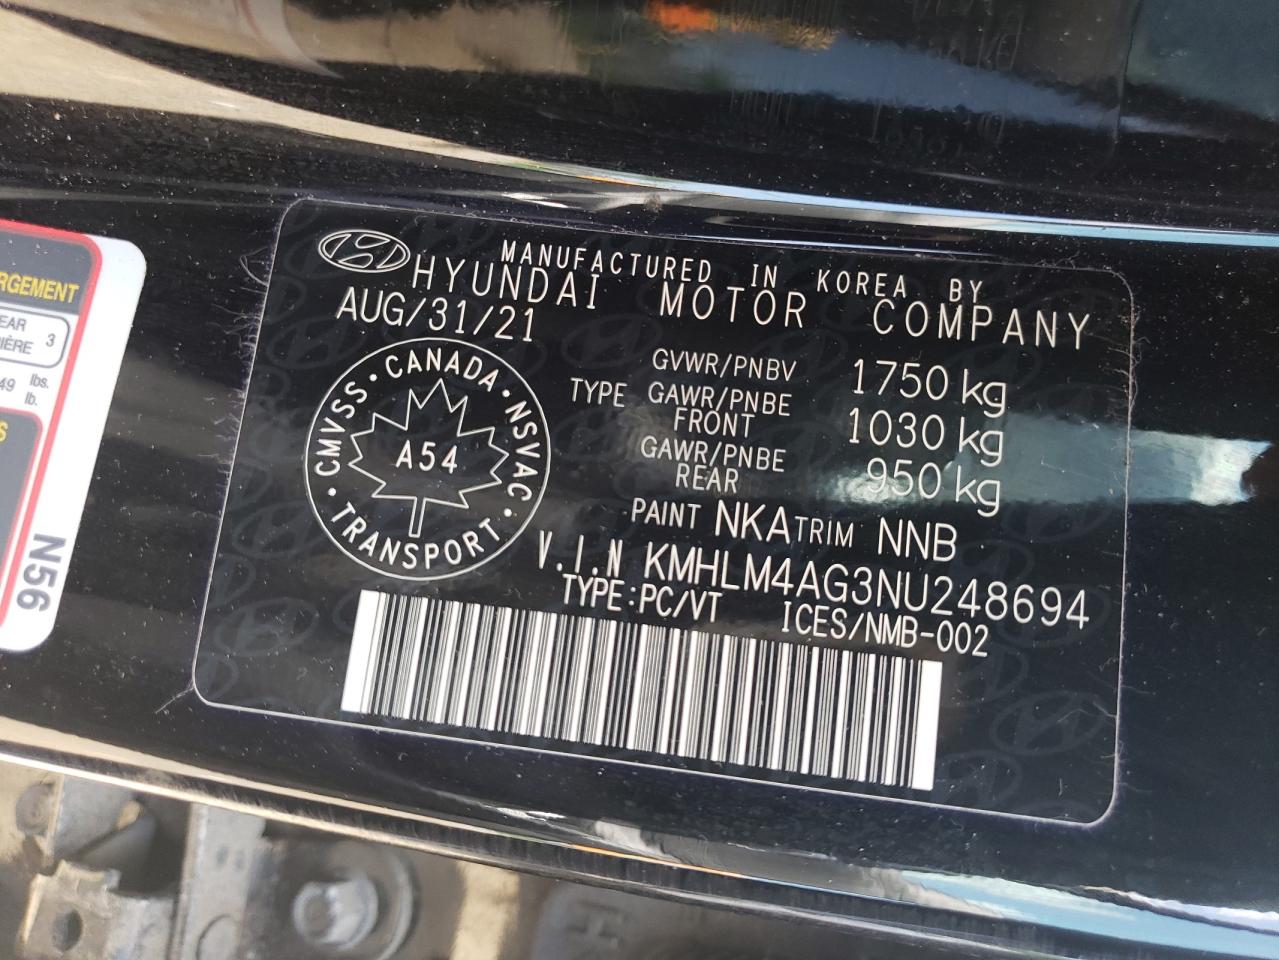 MANUFACTURED IN KOREA BY
HYUNDAI MOTOR COMPANY
AUG/31/21
GVWR/PNBV 1750 kg
TYPE GAWR/PNBE FRONT 1030 kg
GAWR/PNBE REAR 950 kg
CANADA · NSVAC · TRANSPORT · CMVSS ·
A54
PAINT NKA TRIM NNB
V.I.N KMHLM4AG3NU248694
TYPE:PC/VT ICES/NMB-002
RGEMENT
EAR
IÈRE 3
49 lbs.
lb.
S
N56